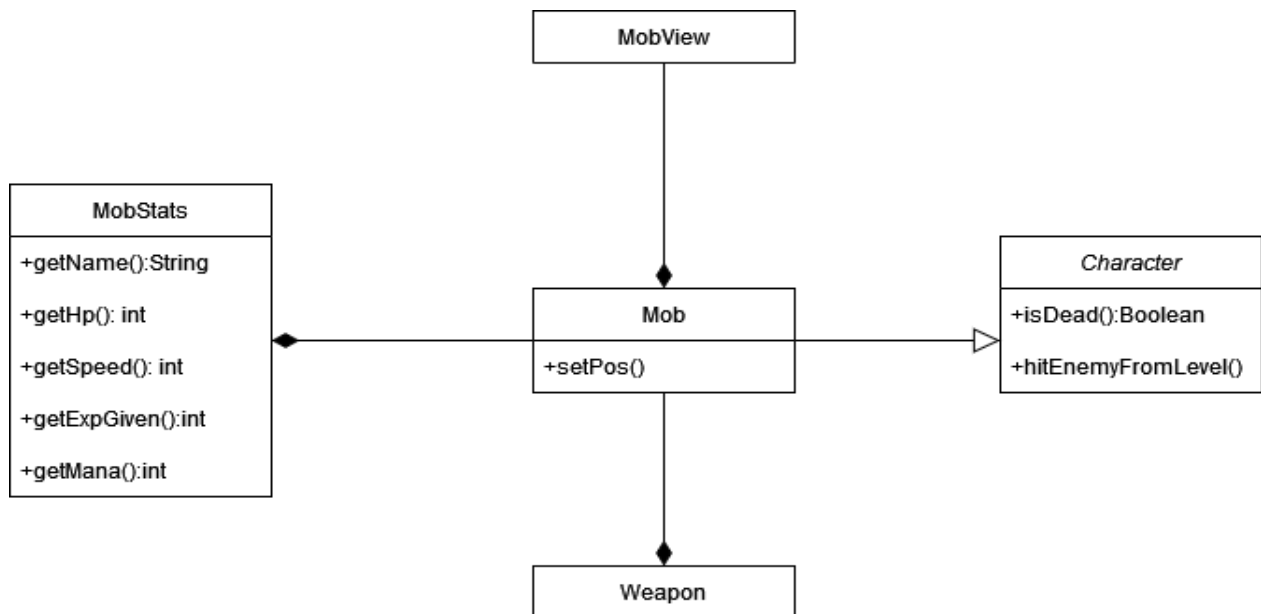 MobView
MobStats
+getName():String
+getHp(): int
+getSpeed(): int
+getExpGiven():int
+getMana():int
Mob
+setPos()
Character
+isDead():Boolean
+hitEnemyFromLevel()
Weapon